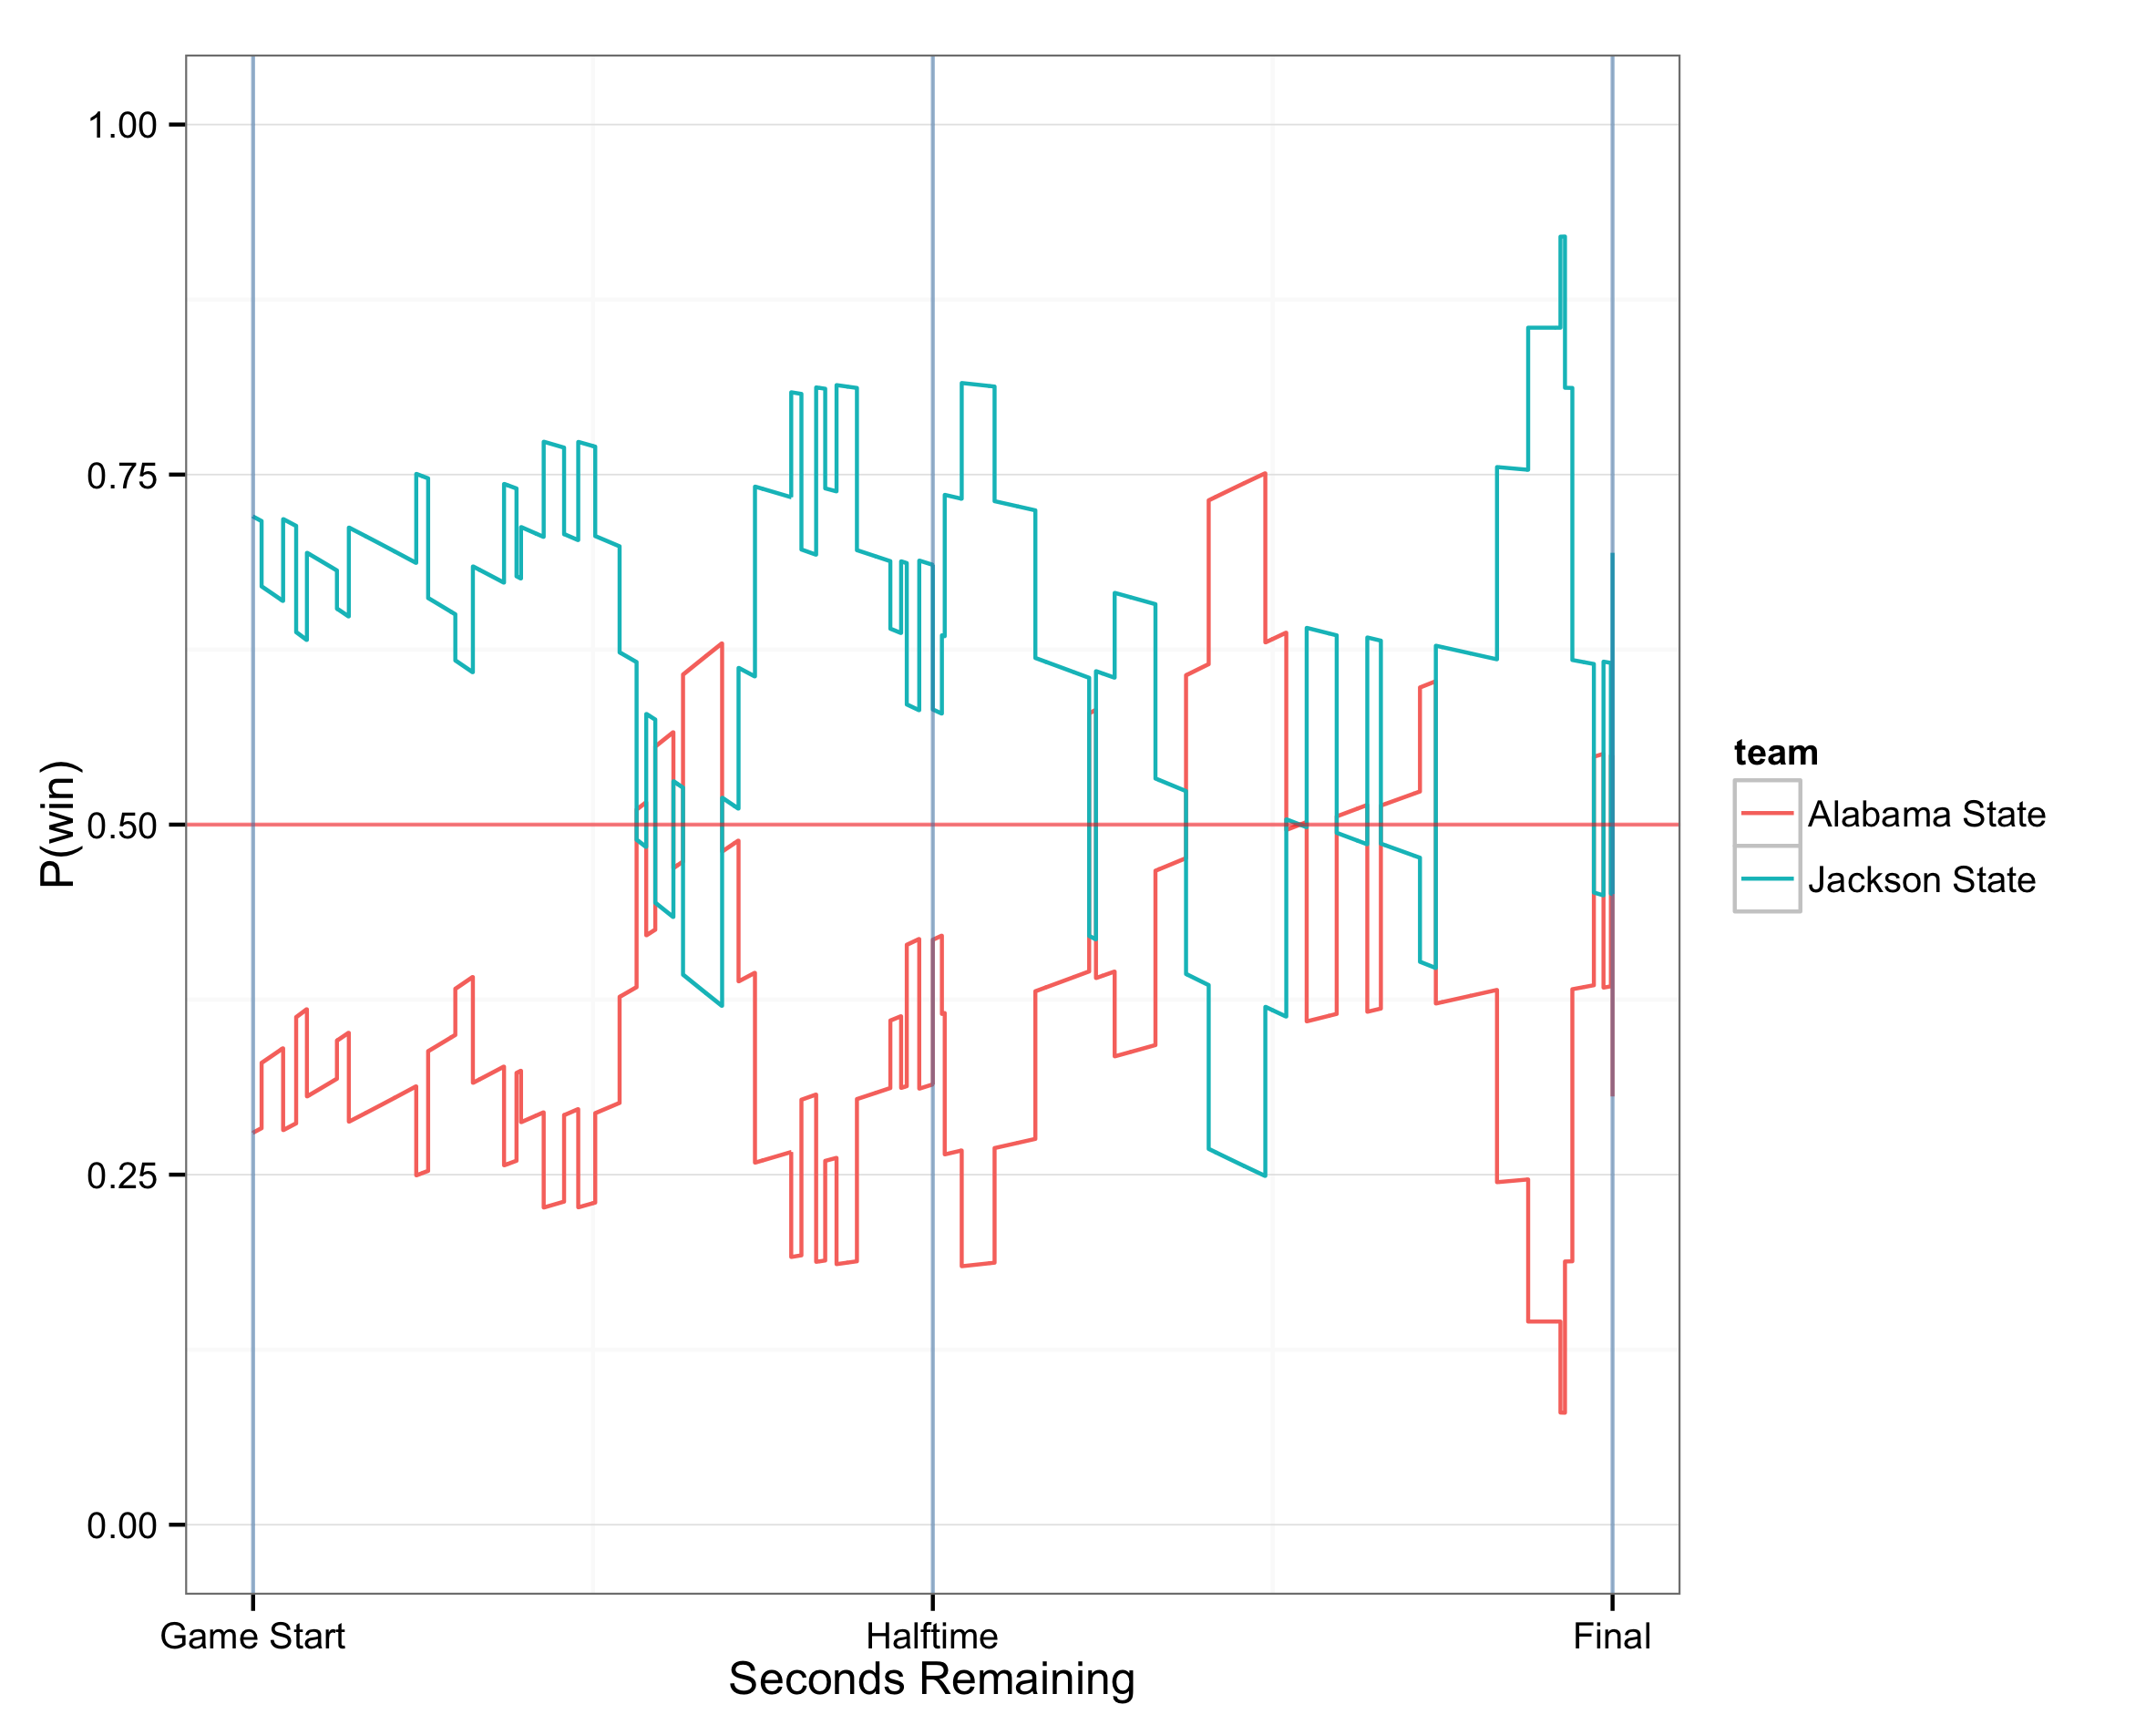 1.00
0.75
0.50
0.25
0.00
P(win)
Game Start
Halftime
Final
Seconds Remaining
team
Alabama State
Jackson State